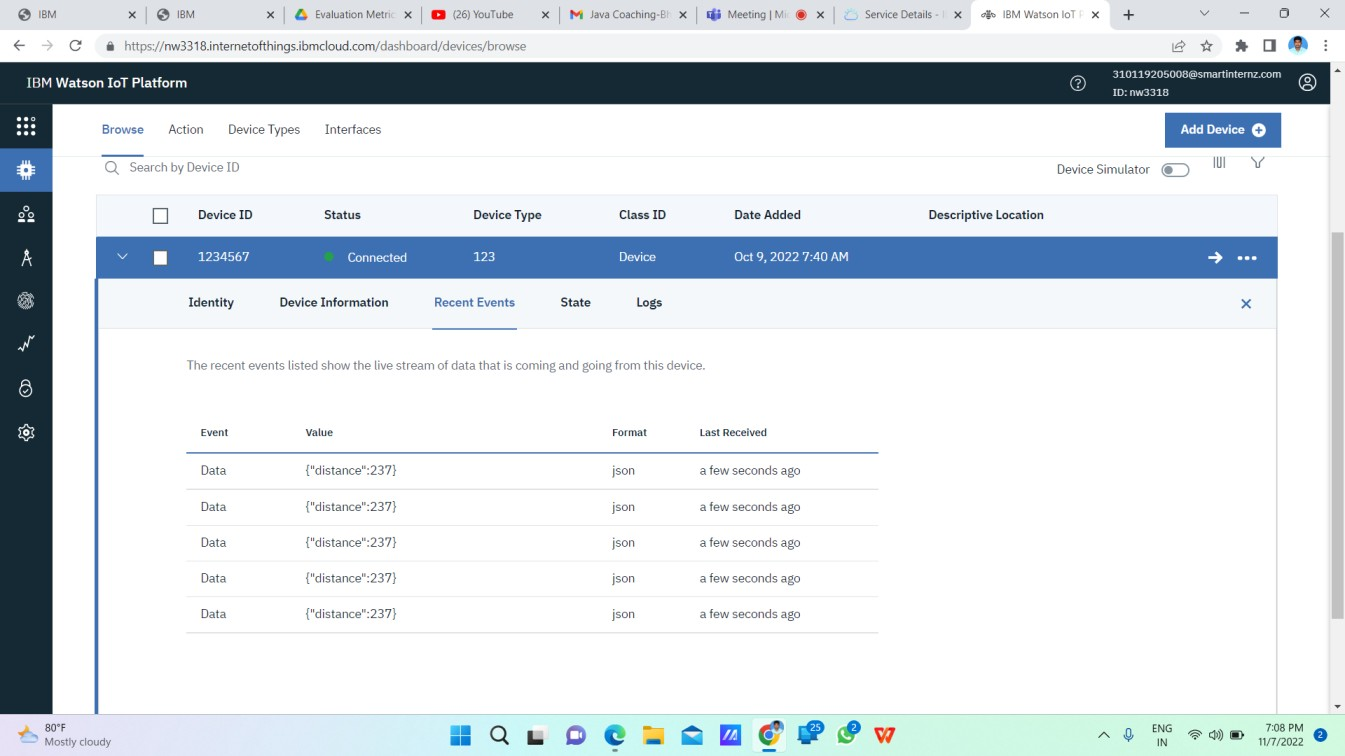 IBM
IBM
Evaluation Metric
(26) YouTube
Java Coaching-Bh
Meeting | Mi
Service Details -
IBM Watson IoT P
https://nw3318.internetofthings.ibmcloud.com/dashboard/devices/browse
IBM Watson IoT Platform
310119205008@smartinternz.com
ID: nw3318
Browse Action Device Types Interfaces
Add Device
Search by Device ID
Device Simulator
Device ID Status Device Type Class ID Date Added Descriptive Location
1234567 Connected 123 Device Oct 9, 2022 7:40 AM
Identity Device Information Recent Events State Logs
The recent events listed show the live stream of data that is coming and going from this device.
Event Value Format Last Received
Data {"distance":237} json a few seconds ago
Data {"distance":237} json a few seconds ago
Data {"distance":237} json a few seconds ago
Data {"distance":237} json a few seconds ago
Data {"distance":237} json a few seconds ago
80°F
Mostly cloudy
25
2
ENG
IN
7:08 PM
11/7/2022
2